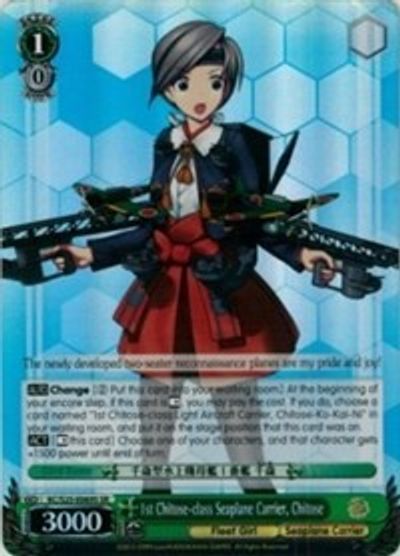 1
0
The newly developed two-seater reconnaissance planes are my pride and joy!
AUTO Change [(2) Put this card into your waiting room] At the beginning of
your encore step, if this card is, you may pay the cost. If you do, choose a
card named "1st Chitose-class Light Aircraft Carrier, Chitose-Kō-Kai-Ni" in your
waiting room, and put it on the stage position that this card was on.
ACT [this card] Choose one of your characters, and that character gets
+1500 power until end of turn.
1st Chitose-class Seaplane Carrier, Chitose
3000
Fleet Girl
Seaplane Carrier